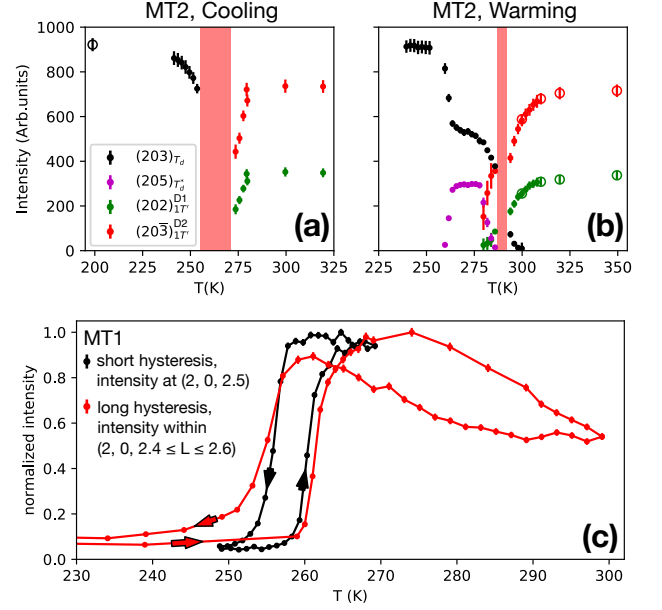 MT2, Cooling
MT2, Warming
Intensity (Arb.units)
1000
800
600
400
200
0
(203)_{T_d}
(205)_{T_d^*}
(202)_{1T'}^{D1}
(20\overline{3})_{1T'}^{D2}
(a)
(b)
200 225 250 275 300 325
T(K)
225 250 275 300 325 350
T(K)
MT1
short hysteresis,
intensity at (2, 0, 2.5)
long hysteresis,
intensity within
(2, 0, 2.4 ≤ L ≤ 2.6)
normalized intensity
1.0
0.8
0.6
0.4
0.2
0.0
(c)
230 240 250 260 270 280 290 300
T (K)